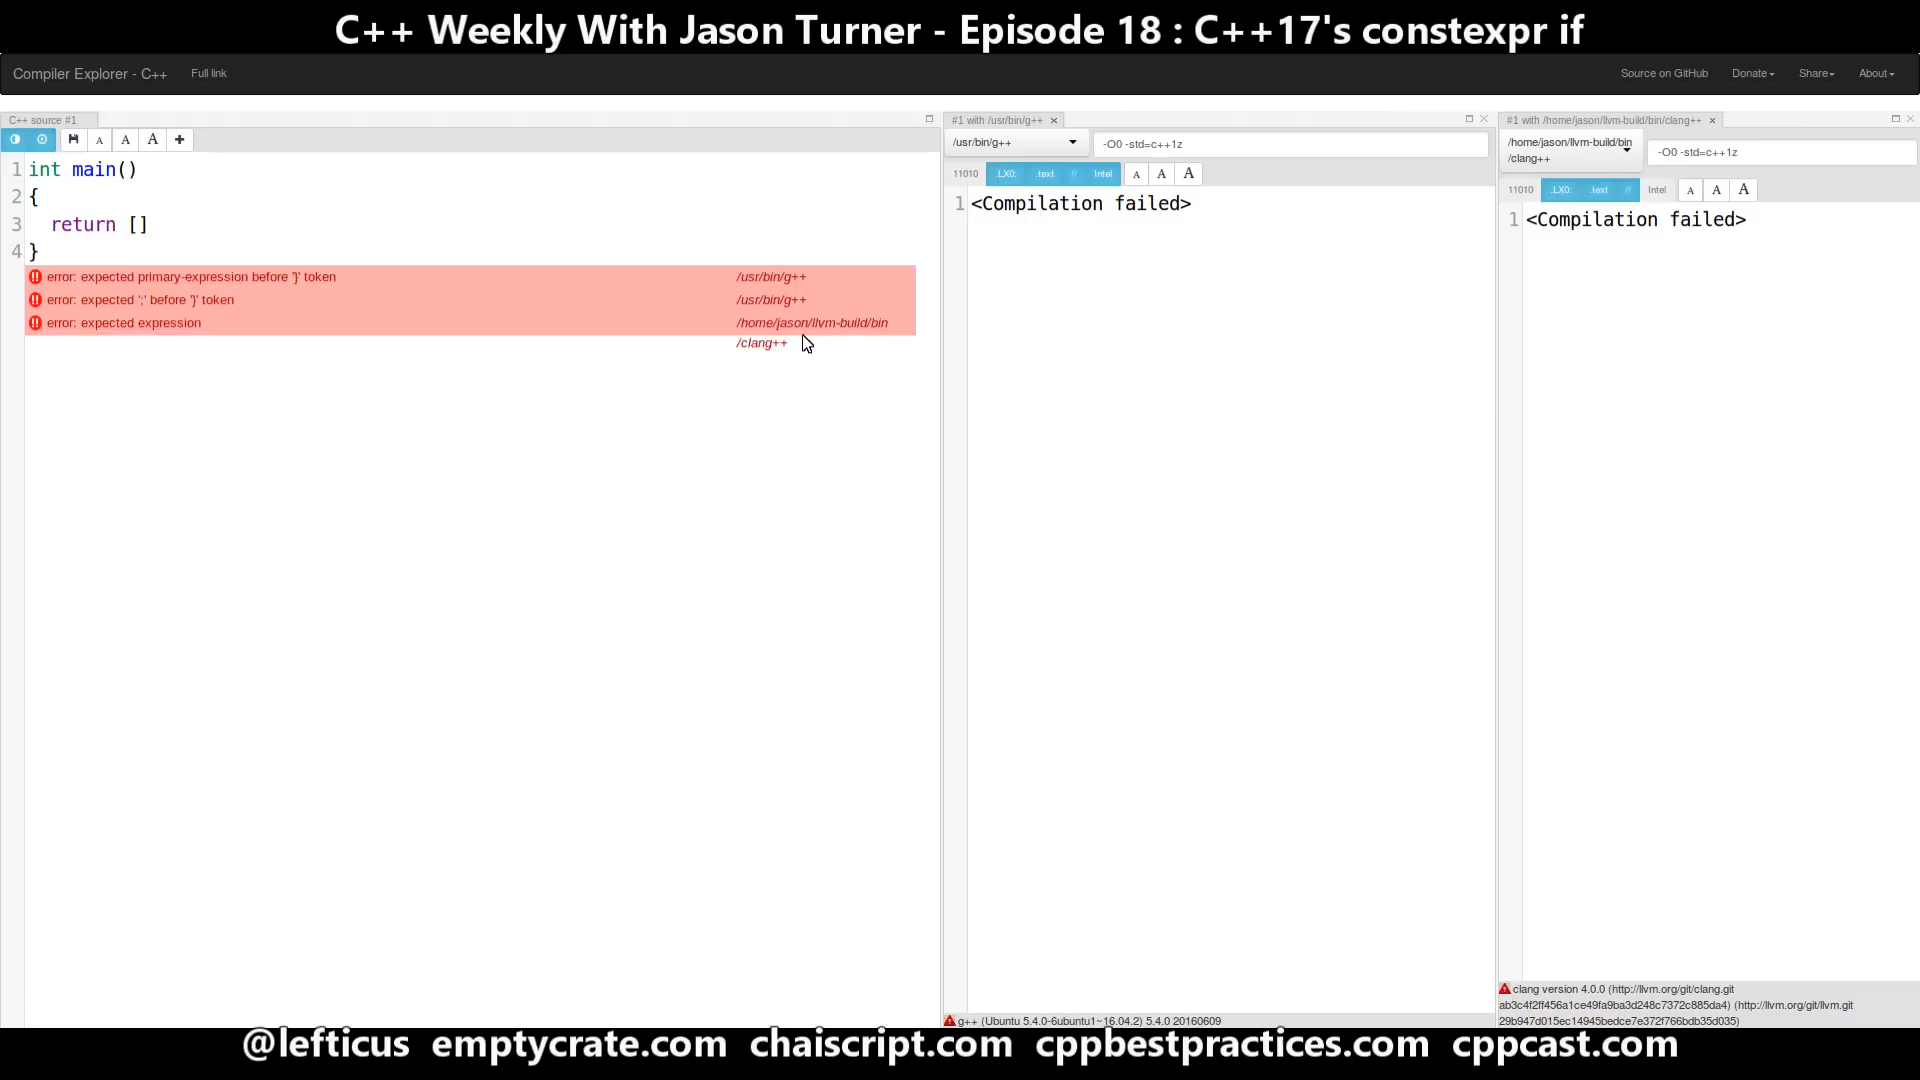 C++ Weekly With Jason Turner - Episode 18 : C++17's constexpr if
Compiler Explorer - C++ Full link Source on GitHub Donate Share About
C++ source #1
A A A
1 int main()
2 {
3 return []
4 }
error: expected primary-expression before '}' token /usr/bin/g++
error: expected ';' before '}' token /usr/bin/g++
error: expected expression /home/jason/llvm-build/bin
/clang++
#1 with /usr/bin/g++
/usr/bin/g++ -O0 -std=c++1z
11010 .LX0: .text // Intel A A A
1 <Compilation failed>
g++ (Ubuntu 5.4.0-6ubuntu1~16.04.2) 5.4.0 20160609
#1 with /home/jason/llvm-build/bin/clang++
/home/jason/llvm-build/bin
/clang++ -O0 -std=c++1z
11010 .LX0: .text // Intel A A A
1 <Compilation failed>
clang version 4.0.0 (http://llvm.org/git/clang.git
ab3c4f2ff456a1ce49fa9ba3d248c7372c885da4) (http://llvm.org/git/llvm.git
29b947d015ec14945bedce7e372f766bdb35d035)
@lefticus emptycrate.com chaiscript.com cppbestpractices.com cppcast.com